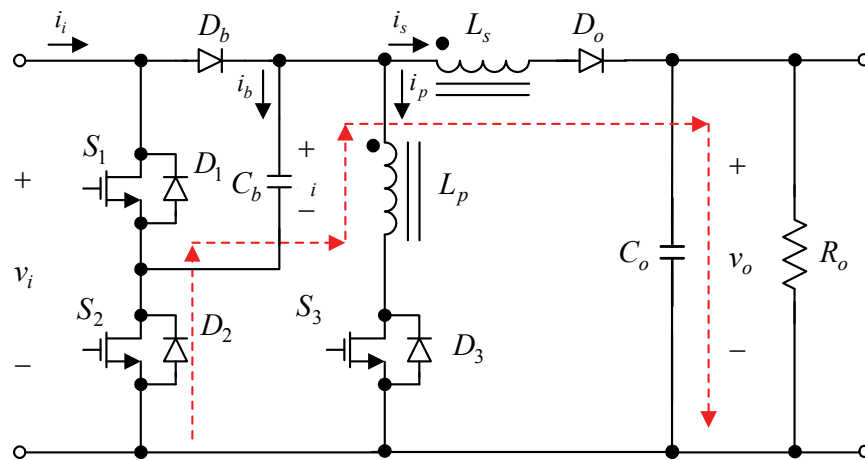 i_i
D_b
i_s
L_s
D_o
i_b
i_p
S_1
D_1
+
C_b
+
i
−
L_p
+
v_i
C_o
v_o
R_o
S_2
D_2
S_3
D_3
−
−